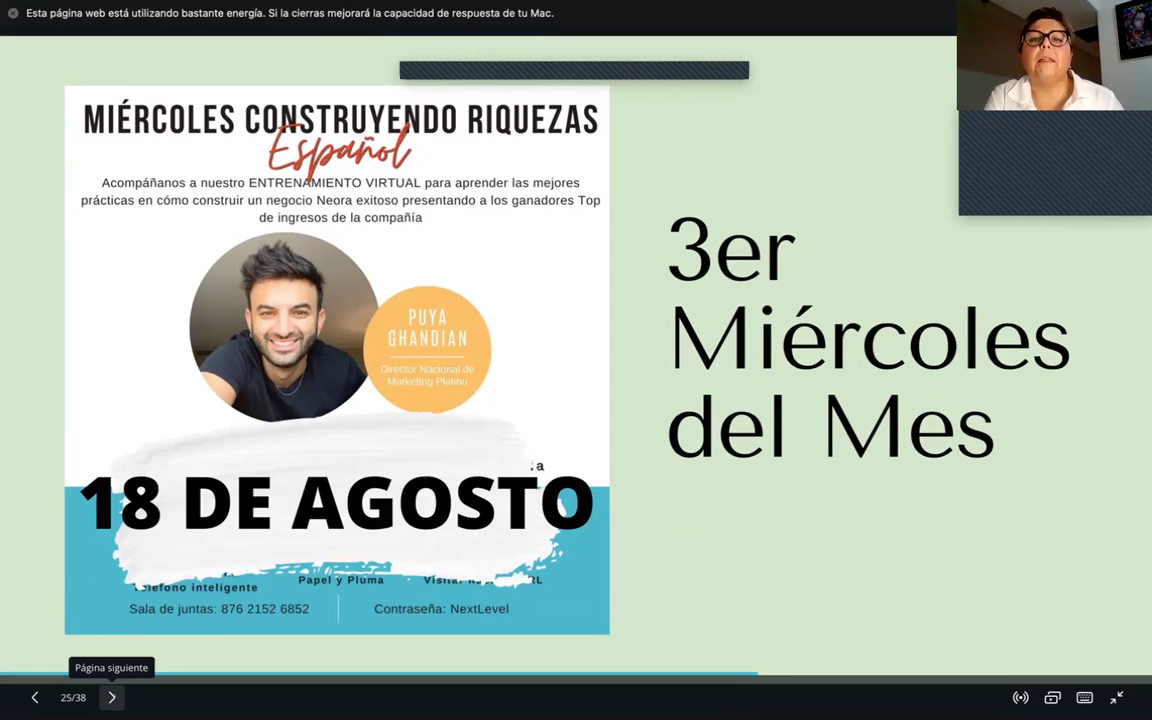 Esta página web está utilizando bastante energía. Si la cierras mejorará la capacidad de respuesta de tu Mac.
MIÉRCOLES CONSTRUYENDO RIQUEZAS
Español
Acompáñanos a nuestro ENTRENAMIENTO VIRTUAL para aprender las mejores
prácticas en cómo construir un negocio Neora exitoso presentando a los ganadores Top
de ingresos de la compañía
PUYA
GHANDIAN
Director Nacional de
Marketing Platino
3er
Miércoles
del Mes
18 DE AGOSTO
Teléfono inteligente
Papel y Pluma
Sala de juntas: 876 2152 6852
Contraseña: NextLevel
Página siguiente
25/38